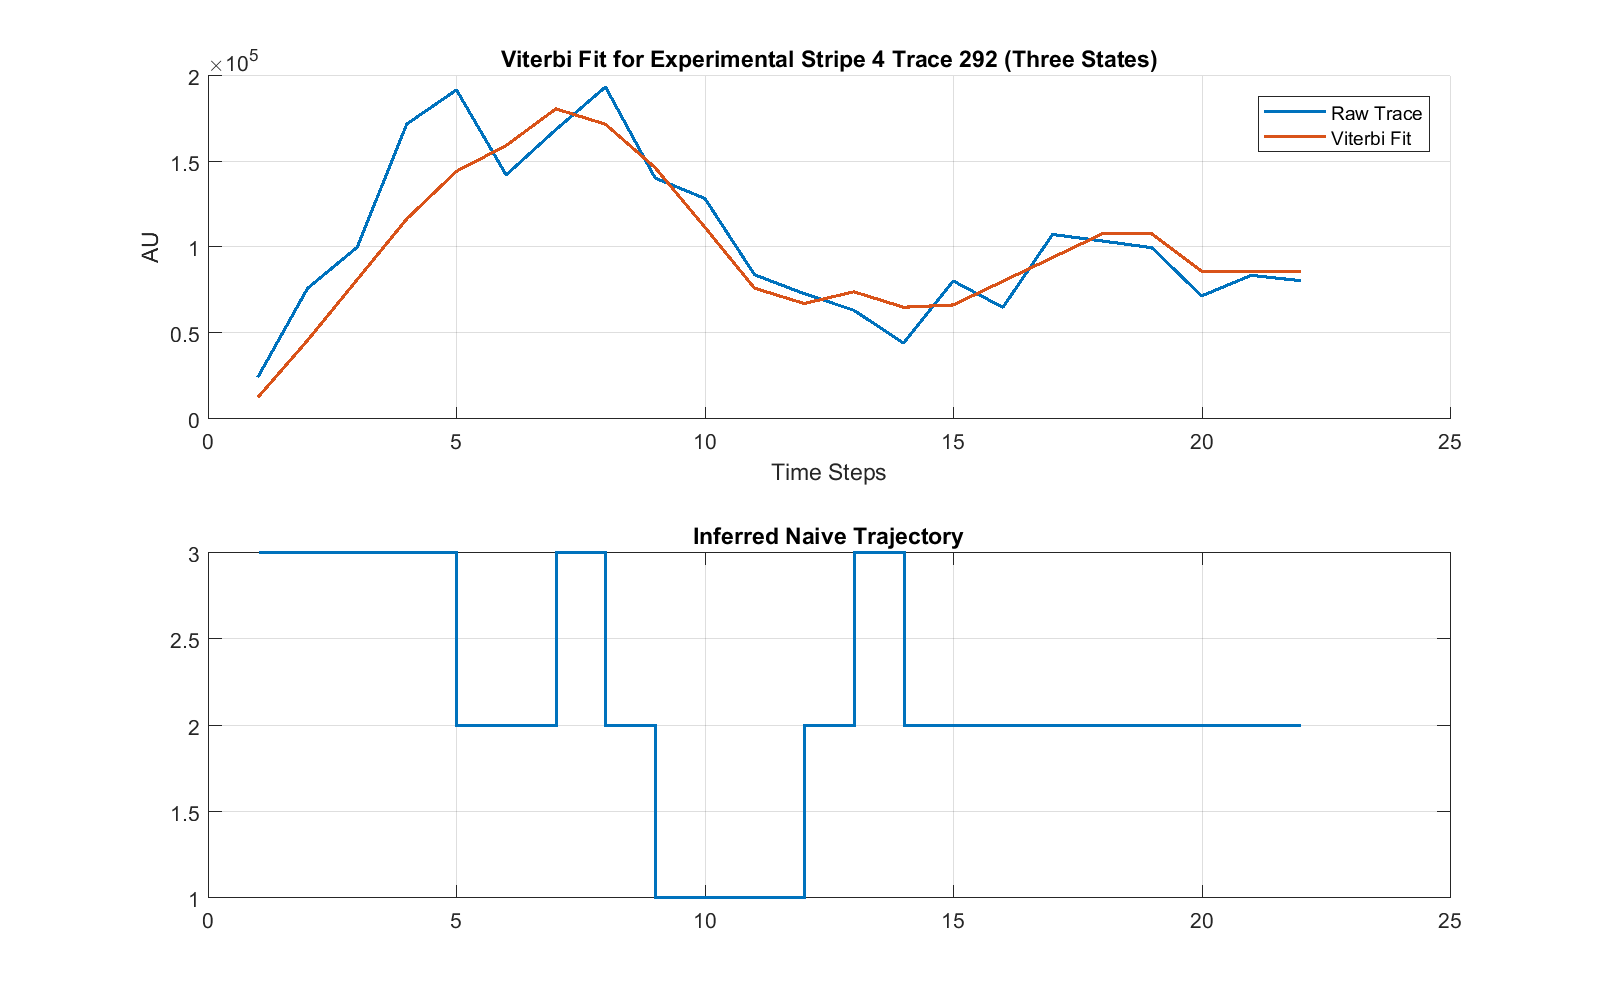 Viterbi Fit for Experimental Stripe 4 Trace 292 (Three States)
×10^5
2
1.5
1
0.5
0
AU
Raw Trace
Viterbi Fit
0 5 10 15 20 25
Time Steps
Inferred Naive Trajectory
3
2.5
2
1.5
1
0 5 10 15 20 25